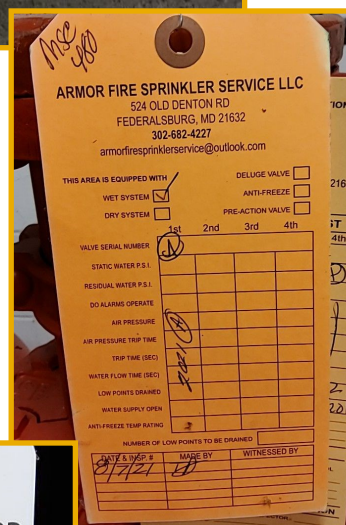 MSC
480
ARMOR FIRE SPRINKLER SERVICE LLC
524 OLD DENTON RD
FEDERALSBURG, MD 21632
302-682-4227
armorfiresprinklerservice@outlook.com
THIS AREA IS EQUIPPED WITH
WET SYSTEM ✓
DRY SYSTEM
DELUGE VALVE
ANTI-FREEZE
PRE-ACTION VALVE
1st 2nd 3rd 4th
VALVE SERIAL NUMBER
STATIC WATER P.S.I.
RESIDUAL WATER P.S.I.
DO ALARMS OPERATE
AIR PRESSURE
AIR PRESSURE TRIP TIME
TRIP TIME (SEC)
WATER FLOW TIME (SEC)
LOW POINTS DRAINED
WATER SUPPLY OPEN
ANTI-FREEZE TEMP RATING
2021 A
NUMBER OF LOW POINTS TO BE DRAINED
DATE & INSP. # MADE BY WITNESSED BY
8/7/21
4th